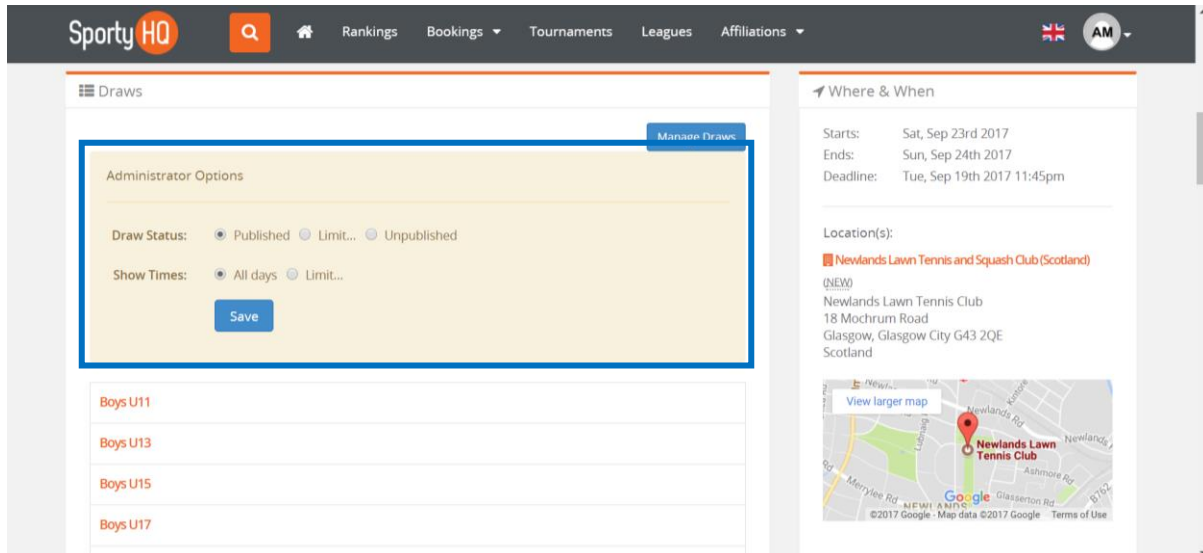 Sporty HQ
Rankings
Bookings
Tournaments
Leagues
Affiliations
AM
Draws
Manage Draws
Administrator Options
Draw Status: Published Limit... Unpublished
Show Times: All days Limit...
Save
Boys U11
Boys U13
Boys U15
Boys U17
Where & When
Starts: Sat, Sep 23rd 2017
Ends: Sun, Sep 24th 2017
Deadline: Tue, Sep 19th 2017 11:45pm
Location(s):
Newlands Lawn Tennis and Squash Club (Scotland)
(NEW)
Newlands Lawn Tennis Club
18 Mochrum Road
Glasgow, Glasgow City G43 2QE
Scotland
View larger map
Newlands Rd
Newlands Lawn
Tennis Club
Newlands
Ashmore Rd
Merrylee Rd
NEWLANDS
Google
Glasserton Rd
B762
©2017 Google - Map data ©2017 Google Terms of Use